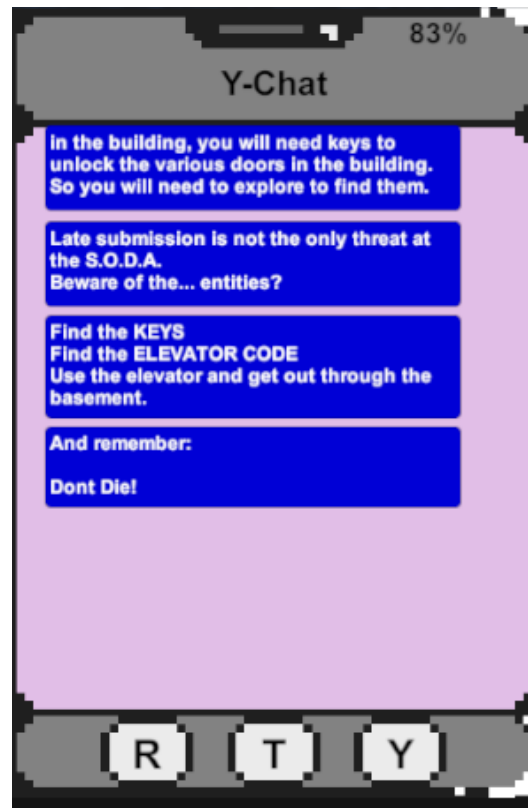 83%
Y-Chat
In the building, you will need keys to
unlock the various doors in the building.
So you will need to explore to find them.
Late submission is not the only threat at
the S.O.D.A.
Beware of the... entities?
Find the KEYS
Find the ELEVATOR CODE
Use the elevator and get out through the
basement.
And remember:
Dont Die!
R T Y